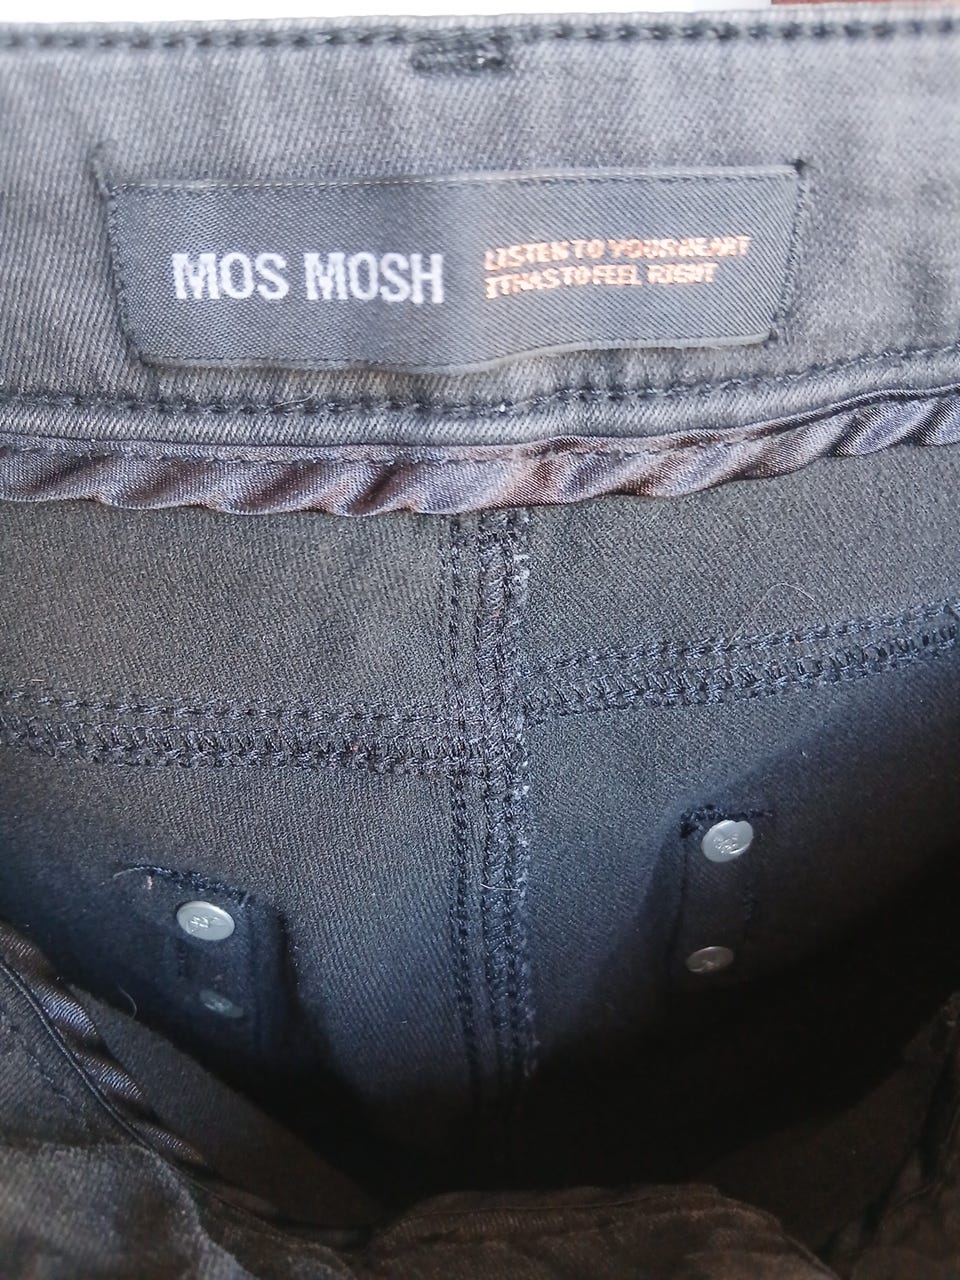 MOS MOSH
LISTEN TO YOUR HEART
IT HAS TO FEEL RIGHT